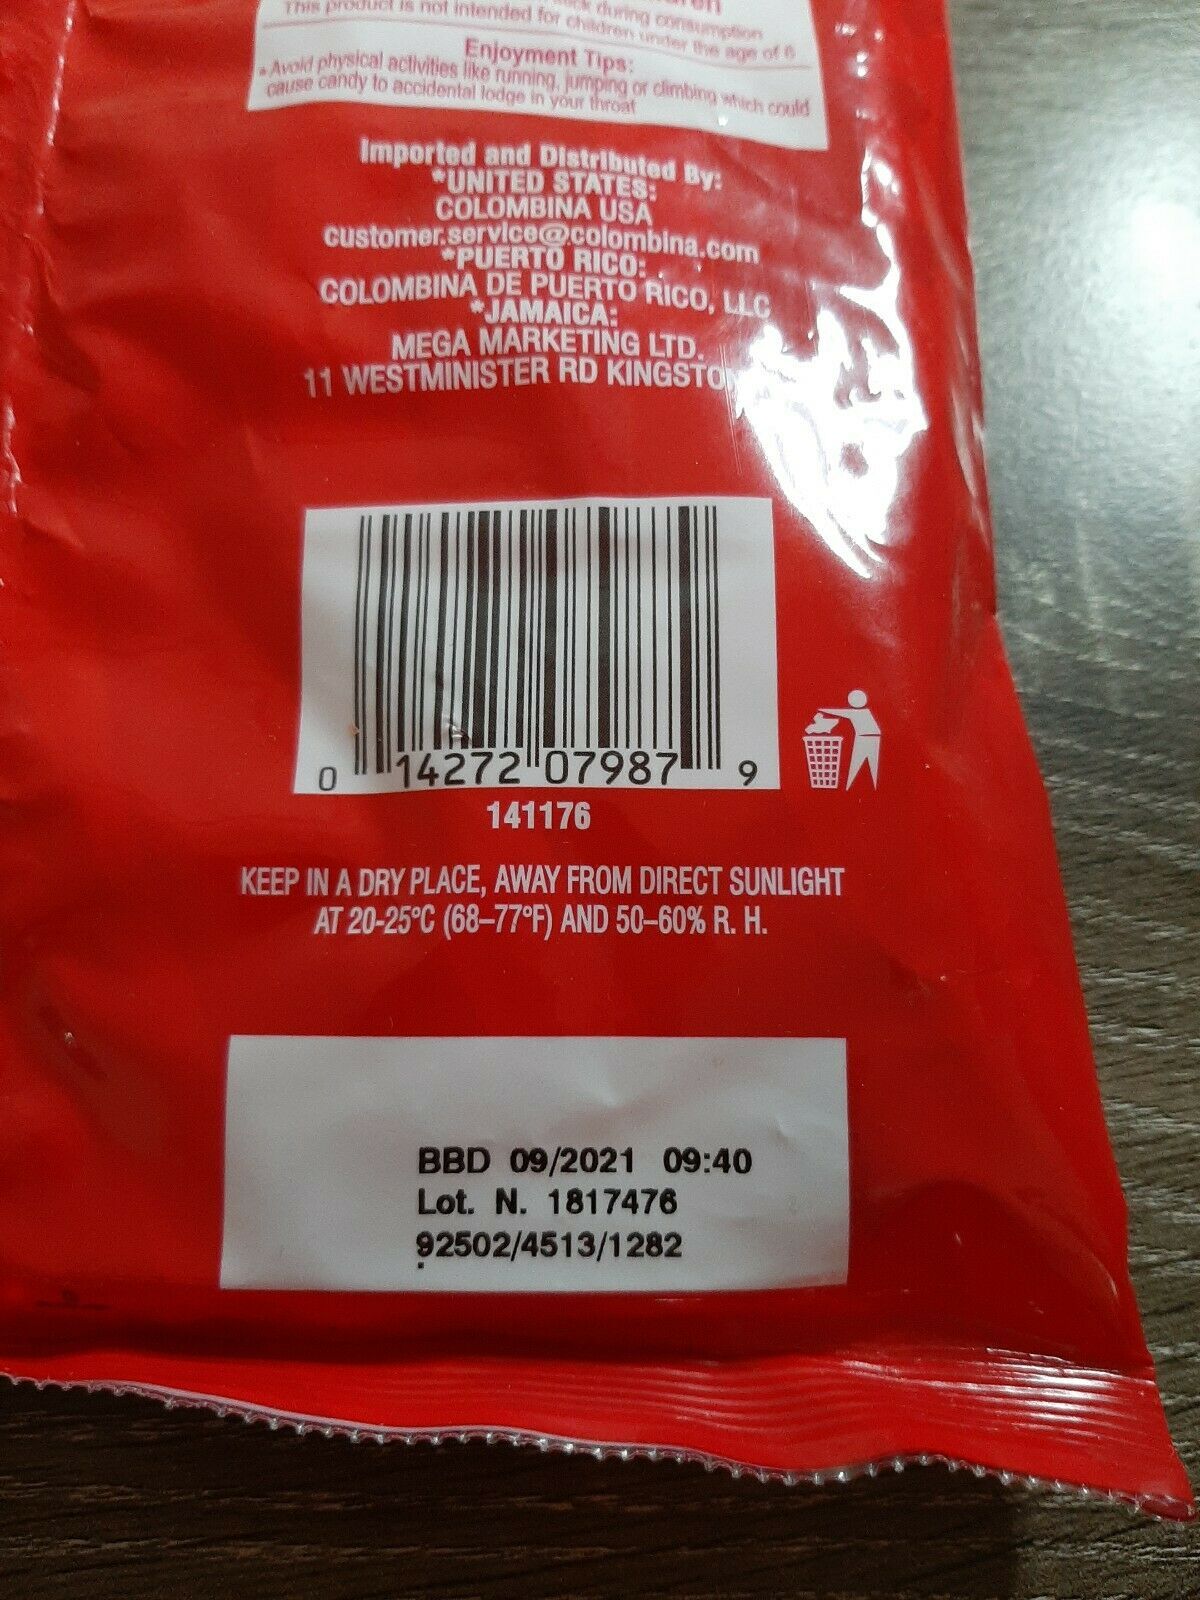 This product is not intended for children under the age of 6
during consumption
Enjoyment Tips:
•Avoid physical activities like running, jumping or climbing which could
cause candy to accidental lodge in your throat
Imported and Distributed By:
*UNITED STATES:
COLOMBINA USA
customer.service@colombina.com
*PUERTO RICO:
COLOMBINA DE PUERTO RICO, LLC
*JAMAICA:
MEGA MARKETING LTD.
11 WESTMINISTER RD
0 14272 07987 9
141176
KEEP IN A DRY PLACE, AWAY FROM DIRECT SUNLIGHT
AT 20-25°C (68–77°F) AND 50–60% R. H.
BBD 09/2021 09:40
Lot. N. 1817476
92502/4513/1282